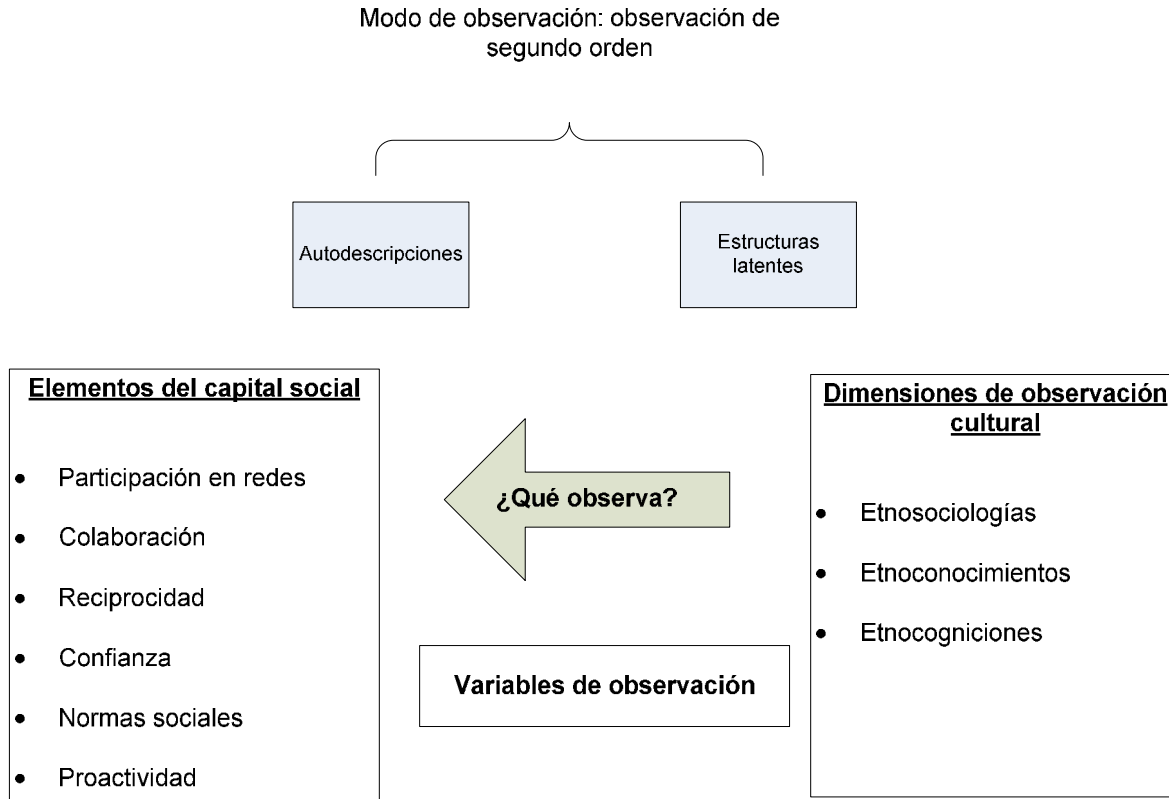 Modo de observación: observación de
segundo orden
Autodescripciones
Estructuras
latentes
Elementos del capital social
• Participación en redes
• Colaboración
• Reciprocidad
• Confianza
• Normas sociales
• Proactividad
¿Qué observa?
Variables de observación
Dimensiones de observación
cultural
• Etnosociologías
• Etnoconocimientos
• Etnocogniciones